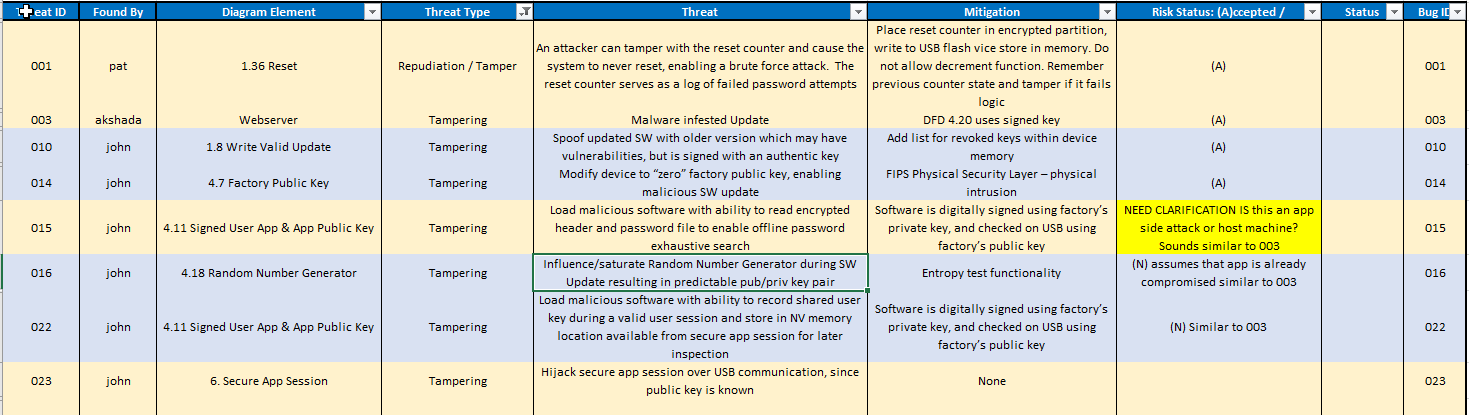 Threat ID Found By Diagram Element Threat Type Threat Mitigation Risk Status: (A)ccepted / Status Bug ID
001 pat 1.36 Reset Repudiation / Tamper
An attacker can tamper with the reset counter and cause the
system to never reset, enabling a brute force attack. The
reset counter serves as a log of failed password attempts
Place reset counter in encrypted partition,
write to USB flash vice store in memory. Do
not allow decrement function. Remember
previous counter state and tamper if it fails
logic
(A) 001
003 akshada Webserver Tampering Malware infested Update DFD 4.20 uses signed key (A) 003
010 john 1.8 Write Valid Update Tampering
Spoof updated SW with older version which may have
vulnerabilities, but is signed with an authentic key
Add list for revoked keys within device
memory
(A) 010
014 john 4.7 Factory Public Key Tampering
Modify device to “zero” factory public key, enabling
malicious SW update
FIPS Physical Security Layer – physical
intrusion
(A) 014
015 john 4.11 Signed User App & App Public Key Tampering
Load malicious software with ability to read encrypted
header and password file to enable offline password
exhaustive search
Software is digitally signed using factory’s
private key, and checked on USB using
factory’s public key
NEED CLARIFICATION IS this an app
side attack or host machine?
Sounds similar to 003
015
016 john 4.18 Random Number Generator Tampering
Influence/saturate Random Number Generator during SW
Update resulting in predictable pub/priv key pair
Entropy test functionality
(N) assumes that app is already
compromised similar to 003
016
022 john 4.11 Signed User App & App Public Key Tampering
Load malicious software with ability to record shared user
key during a valid user session and store in NV memory
location available from secure app session for later
inspection
Software is digitally signed using factory’s
private key, and checked on USB using
factory’s public key
(N) Similar to 003
022
023 john 6. Secure App Session Tampering
Hijack secure app session over USB communication, since
public key is known
None
023